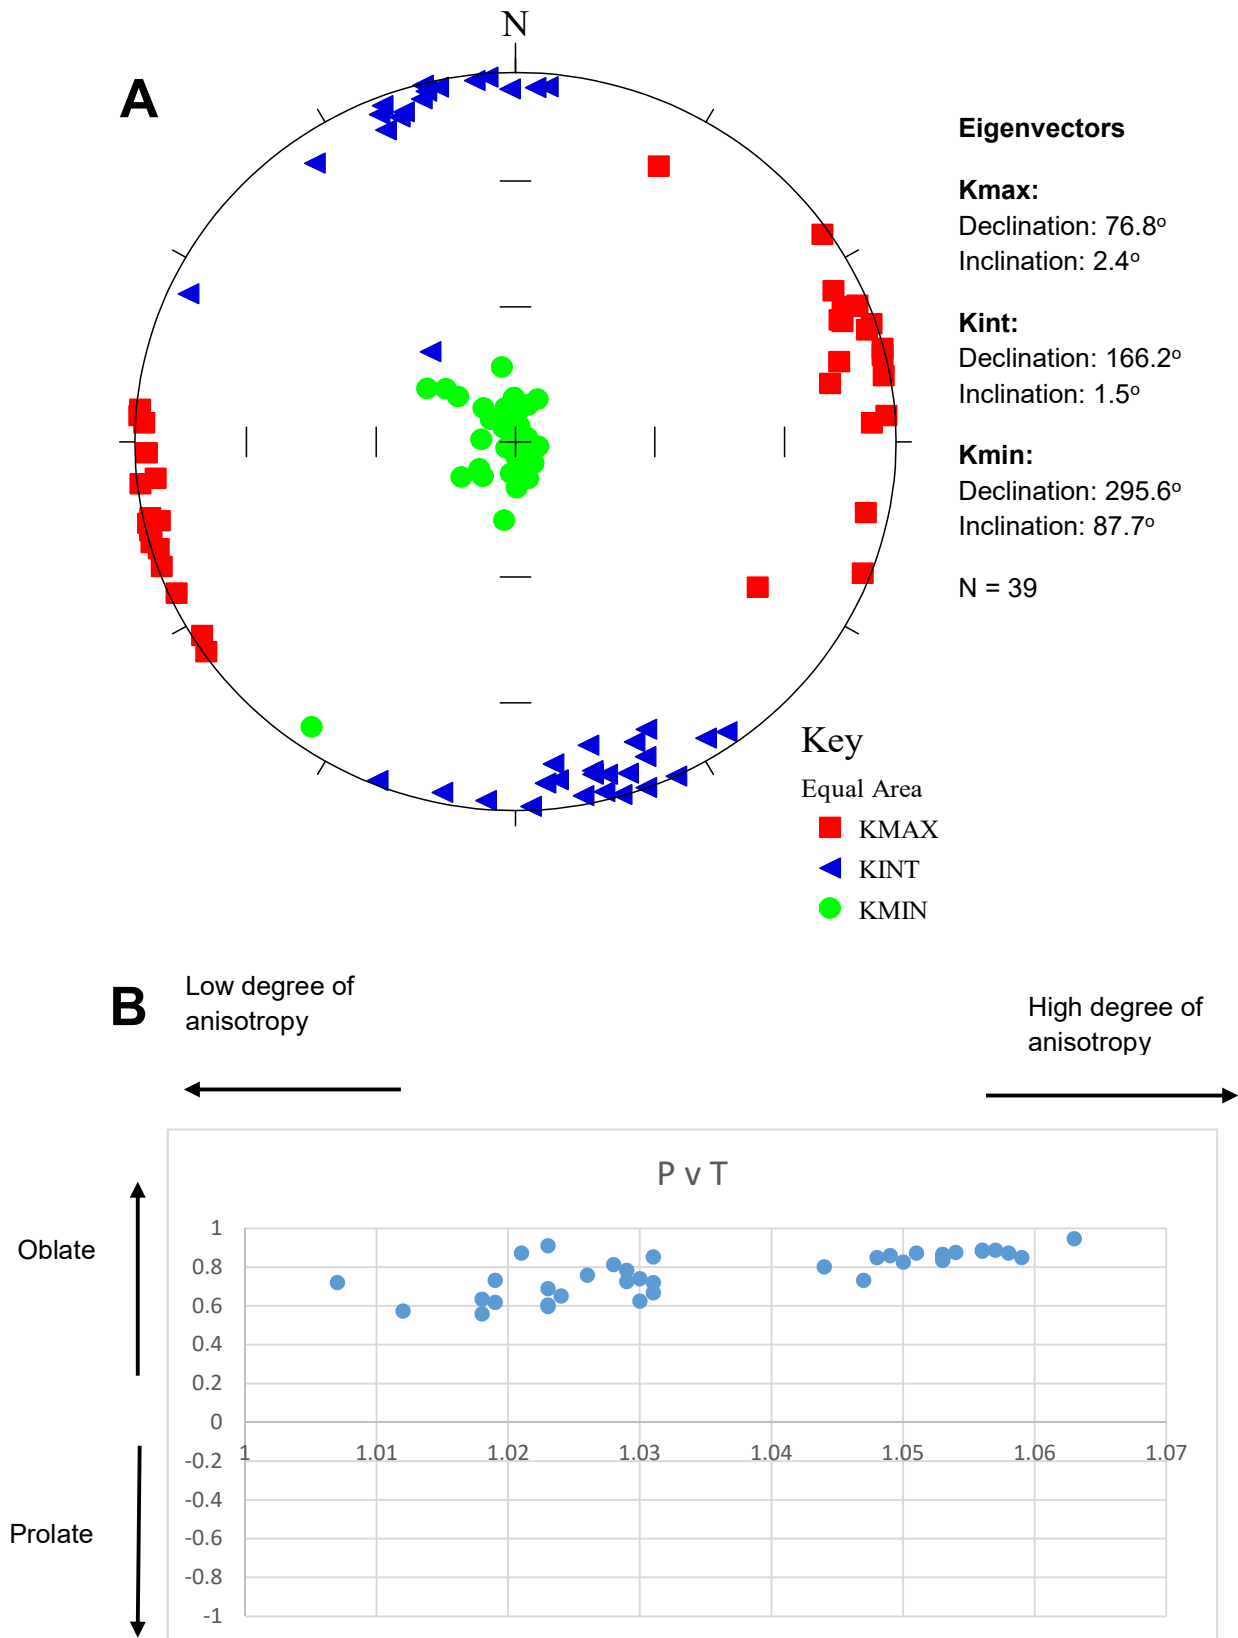 N
A
Eigenvectors
Kmax:
Declination: 76.8º
Inclination: 2.4º
Kint:
Declination: 166.2º
Inclination: 1.5º
Kmin:
Declination: 295.6º
Inclination: 87.7º
N = 39
Key
Equal Area
KMAX
KINT
KMIN
B
Low degree of
anisotropy
High degree of
anisotropy
P v T
Oblate
Prolate
1
0.8
0.6
0.4
0.2
0
-0.2
-0.4
-0.6
-0.8
-1
1 1.01 1.02 1.03 1.04 1.05 1.06 1.07